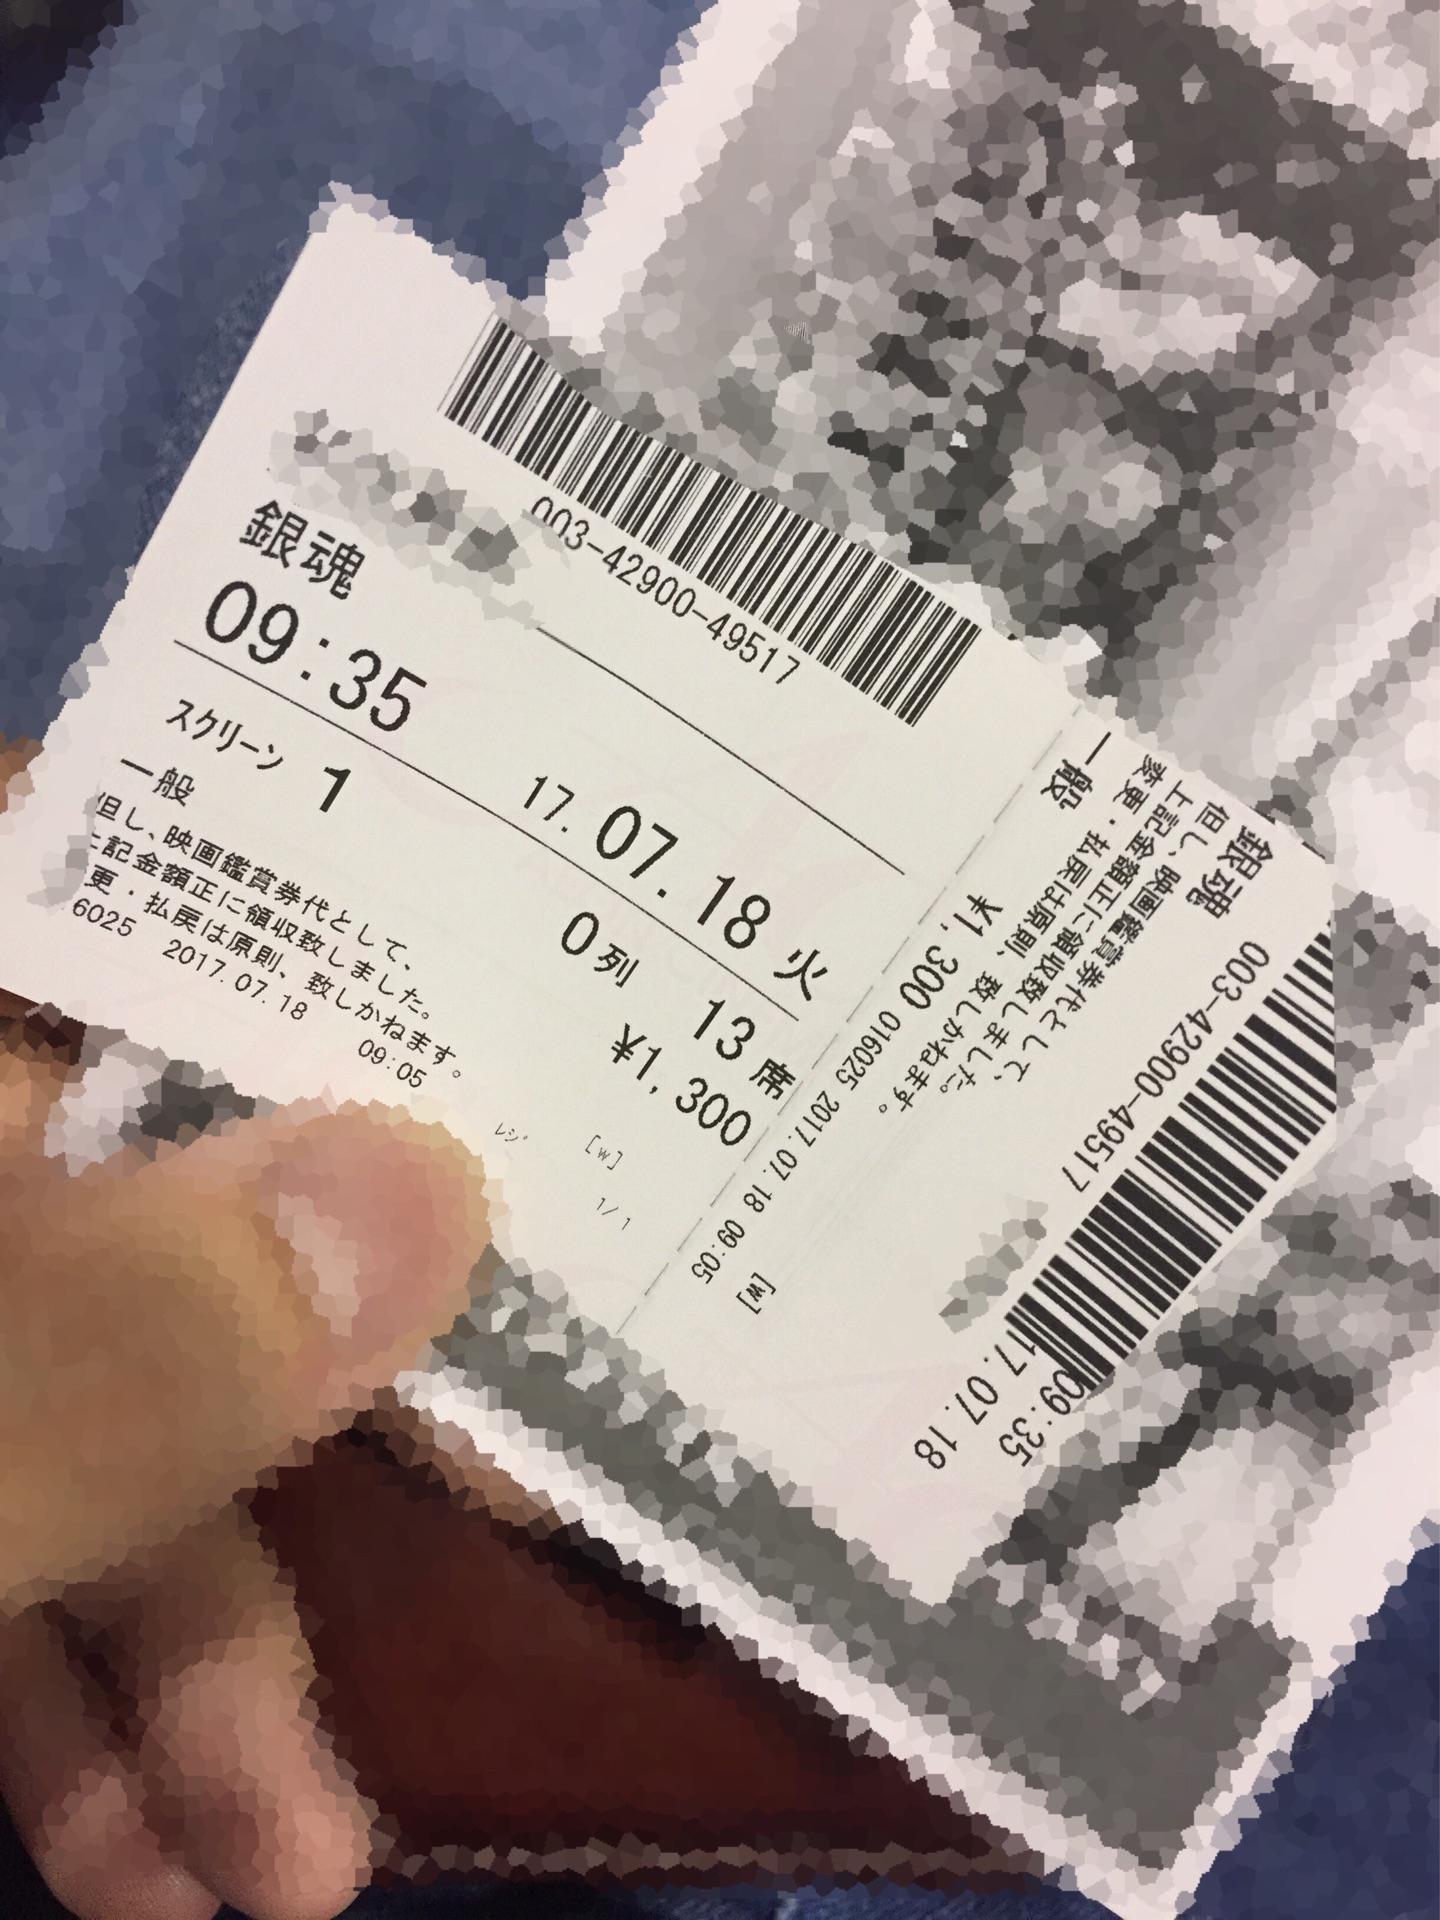 003-42900-49517
銀魂
09:35
17.07.18 火
スクリーン 1
0列 13席
一般
¥1,300
但し、映画鑑賞券代として、
上記金額正に領収致しました。
更・払戻は原則、致しかねます。
6025 2017.07.18 09:05
レジ [w]
1/1
銀魂
003-42900-49517
但し、映画鑑賞券代として、
上記金額正に領収致しました。
変更・払戻は原則、致しかねます。
一般
¥1,300
016025 2017.07.18 09:05 [w]
17.07.18
09:35